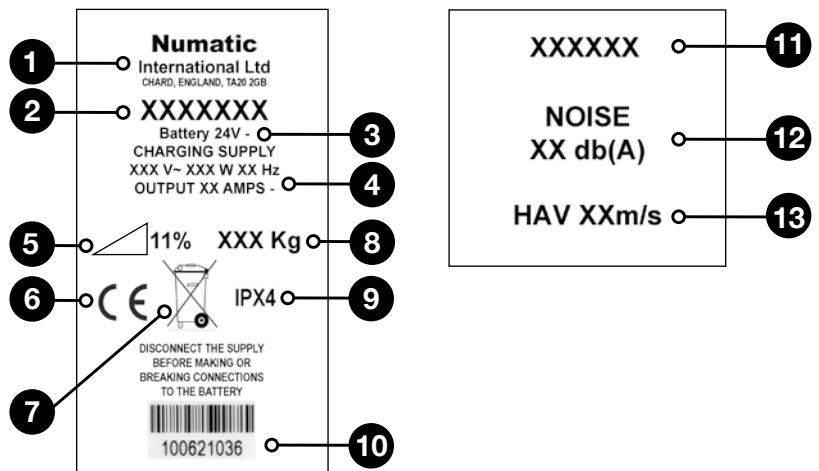 1
Numatic
International Ltd
CHARD, ENGLAND, TA20 2GB
2
XXXXXXX
Battery 24V -
3
CHARGING SUPPLY
XXX V~ XXX W XX Hz
OUTPUT XX AMPS -
4
5
11%
XXX Kg
8
6
CE
IPX4
9
7
DISCONNECT THE SUPPLY
BEFORE MAKING OR
BREAKING CONNECTIONS
TO THE BATTERY
100621036
10
XXXXXX
11
NOISE
XX db(A)
12
HAV XXm/s
13